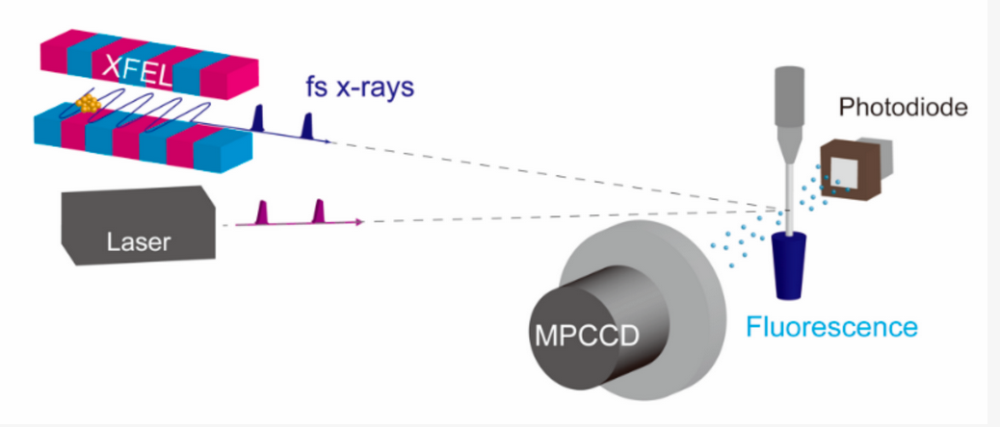 XFEL
fs x-rays
Photodiode
Laser
MPCCD
Fluorescence